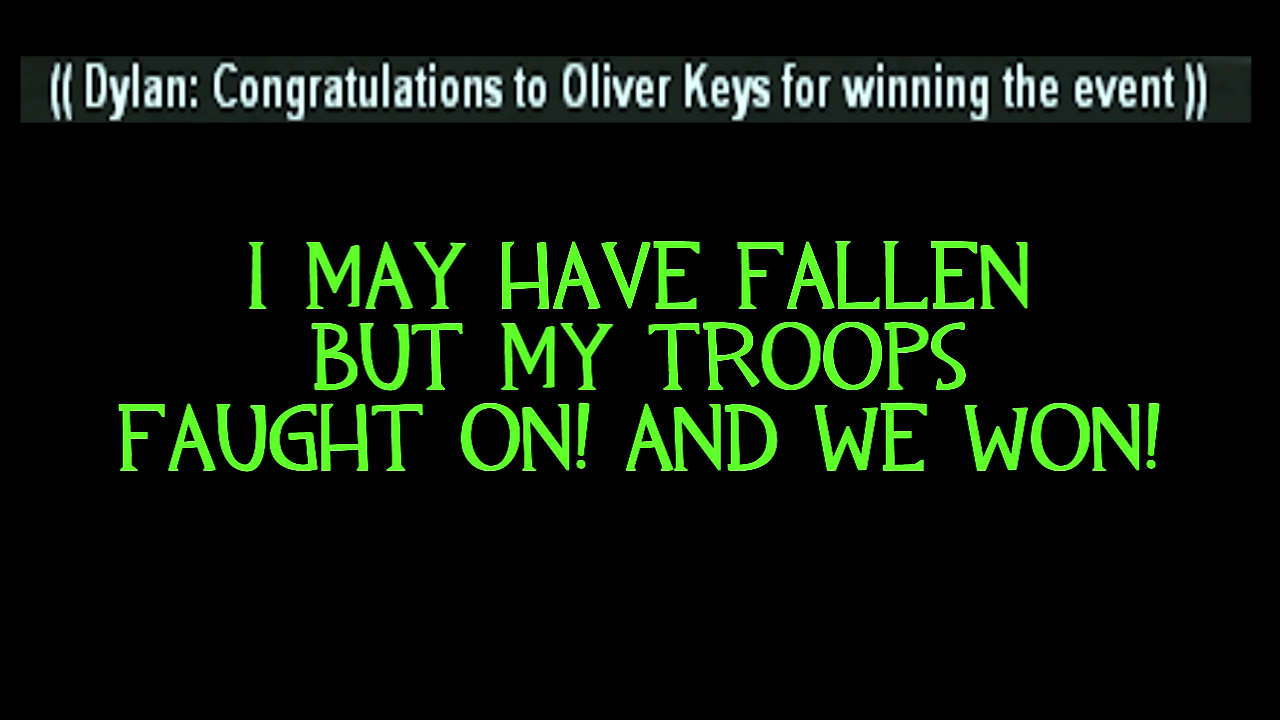 (( Dylan: Congratulations to Oliver Keys for winning the event ))
I MAY HAVE FALLEN
BUT MY TROOPS
FAUGHT ON! AND WE WON!